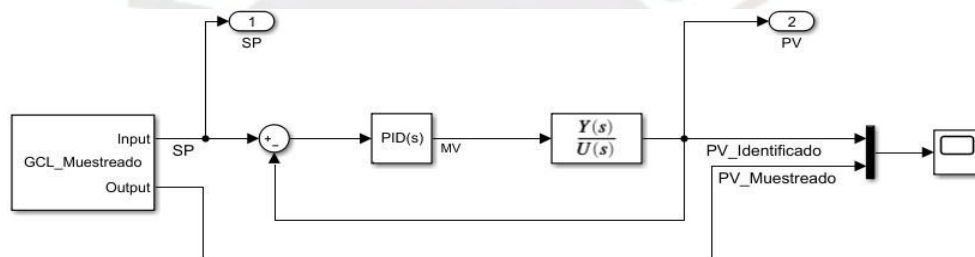 1
SP
2
PV
Input
GCL_Muestreado
Output
SP
+
−
PID(s)
MV
Y(s)
U(s)
PV_Identificado
PV_Muestreado